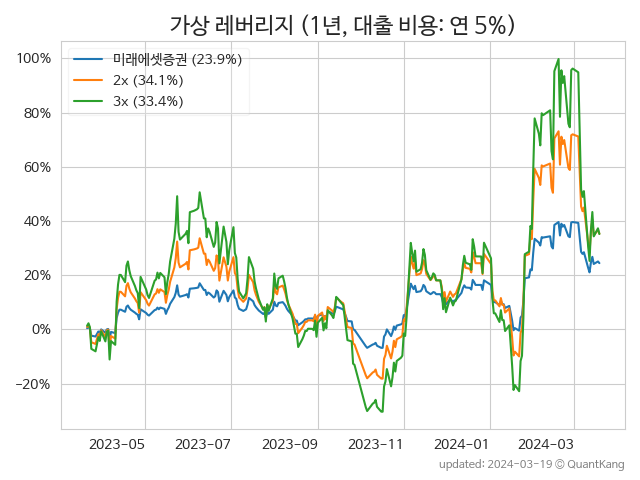 가상 레버리지 (1년, 대출 비용: 연 5%)
미래에셋증권 (23.9%)
2x (34.1%)
3x (33.4%)
100%
80%
60%
40%
20%
0%
−20%
2023-05
2023-07
2023-09
2023-11
2024-01
2024-03
updated: 2024-03-19 © QuantKang